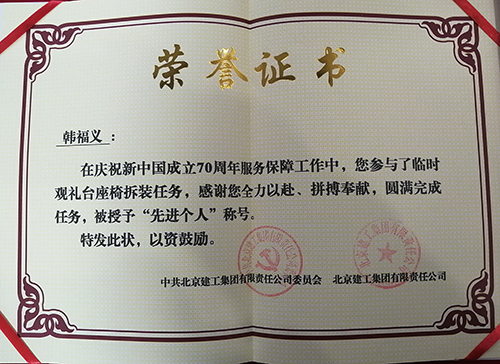 荣誉证书
韩福义：
在庆祝新中国成立70周年服务保障工作中，您参与了临时
观礼台座椅拆装任务，感谢您全力以赴、拼搏奉献，圆满完成
任务，被授予“先进个人”称号。
特发此状，以资鼓励。
中共北京建工集团有限责任公司委员会 北京建工集团有限责任公司